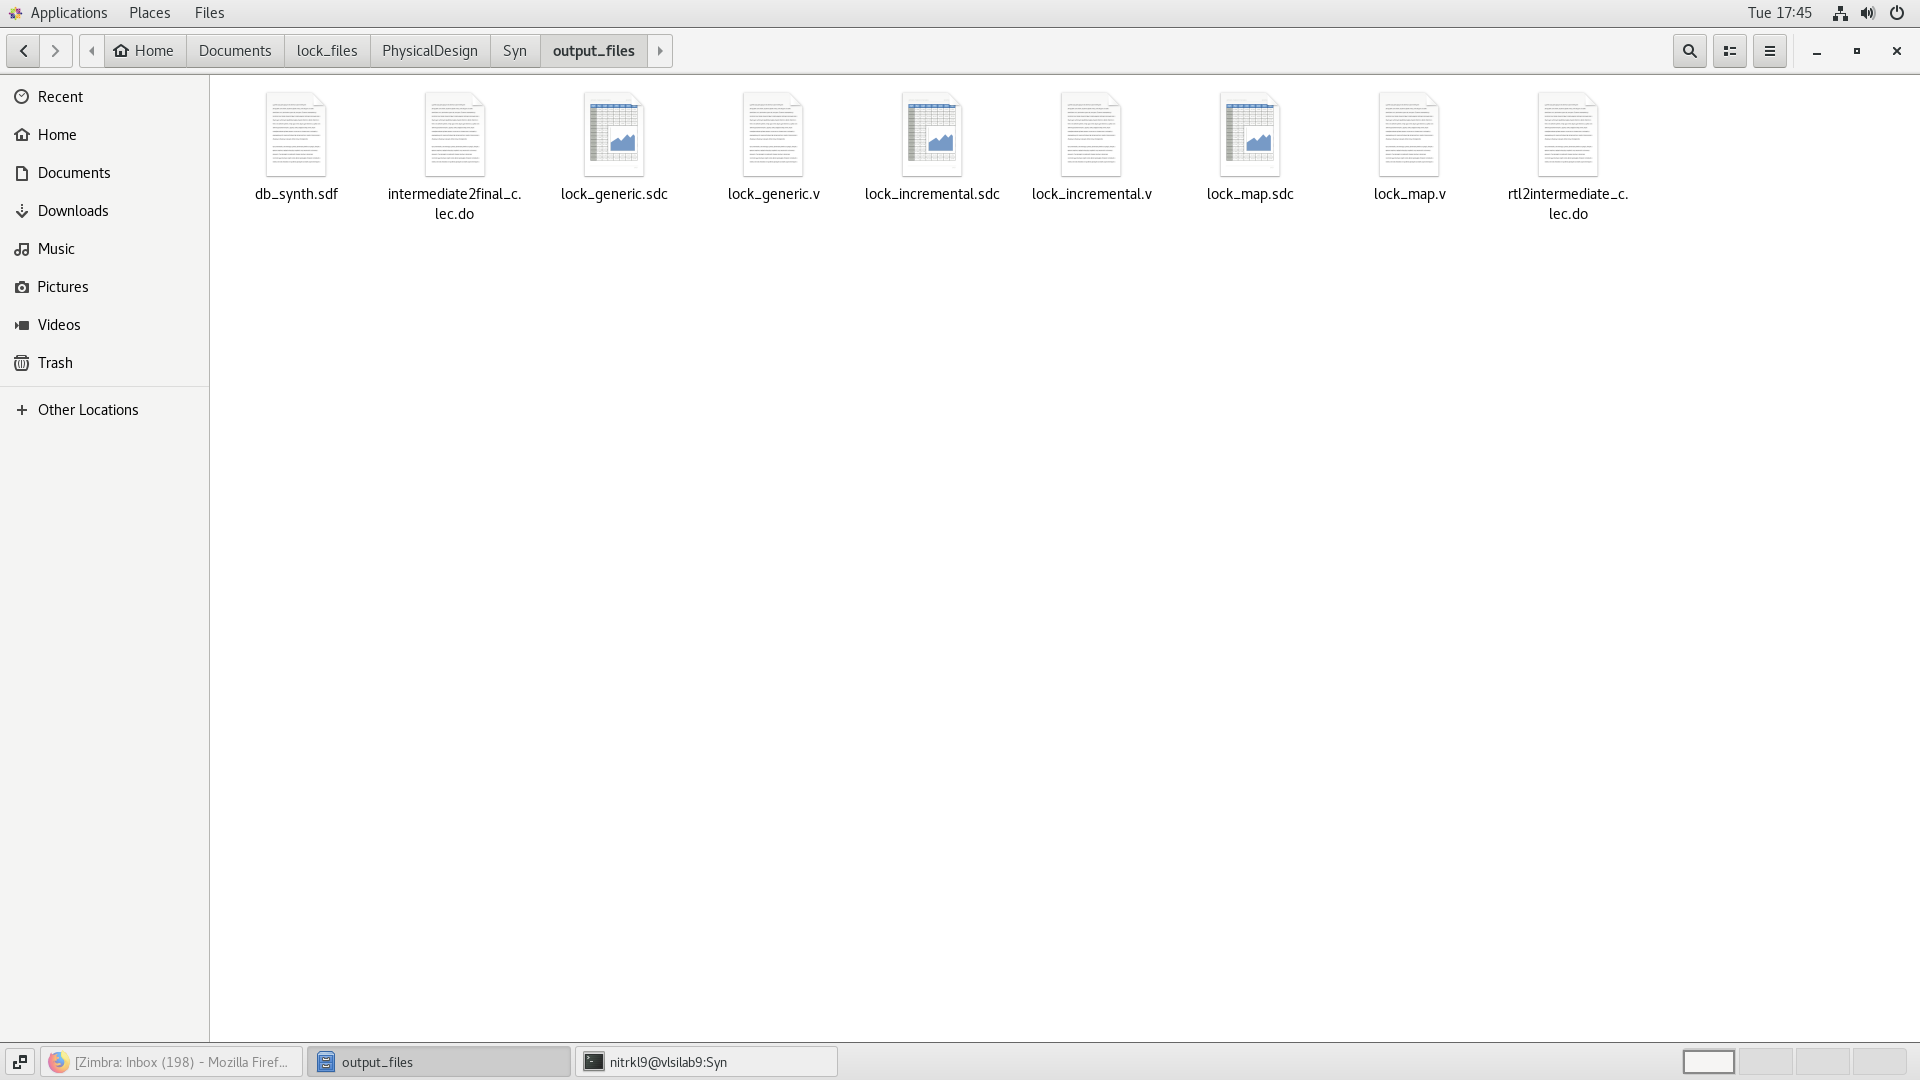 Applications Places Files Tue 17:45
Home Documents lock_files PhysicalDesign Syn output_files
Recent
Home
Documents
Downloads
Music
Pictures
Videos
Trash
Other Locations
db_synth.sdf
intermediate2final_c.
lec.do
lock_generic.sdc
lock_generic.v
lock_incremental.sdc
lock_incremental.v
lock_map.sdc
lock_map.v
rtl2intermediate_c.
lec.do
[Zimbra: Inbox (198) - Mozilla Firef... output_files nitrkl9@vlsilab9:Syn